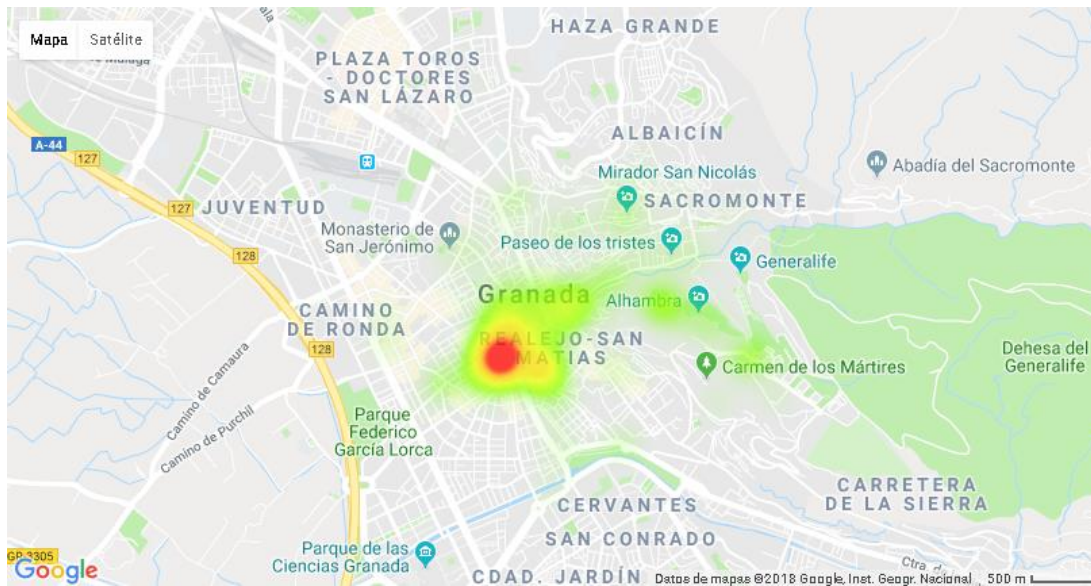 HAZA GRANDE
Mapa Satélite
Malaga
PLAZA TOROS
- DOCTORES
SAN LÁZARO
ALBAICÍN
A-44
127
Mirador San Nicolás
Abadía del Sacromonte
127
JUVENTUD
SACROMONTE
Monasterio de
San Jerónimo
Paseo de los tristes
128
Generalife
Granada
Alhambra
CAMINO
DE RONDA
REALEJO-SAN
MATIAS
128
Dehesa del
Generalife
Carmen de los Mártires
Camino de Camaura
Camino de Purchil
Parque
Federico
García Lorca
CARRETERA
DE LA SIERRA
CERVANTES
SAN CONRADO
GP-3305
Parque de las
Ciencias Granada
Google
CDAD. JARDÍN
Ctra. de
Datos de mapas ©2018 Google, Inst. Geogr. Nacional
500 m